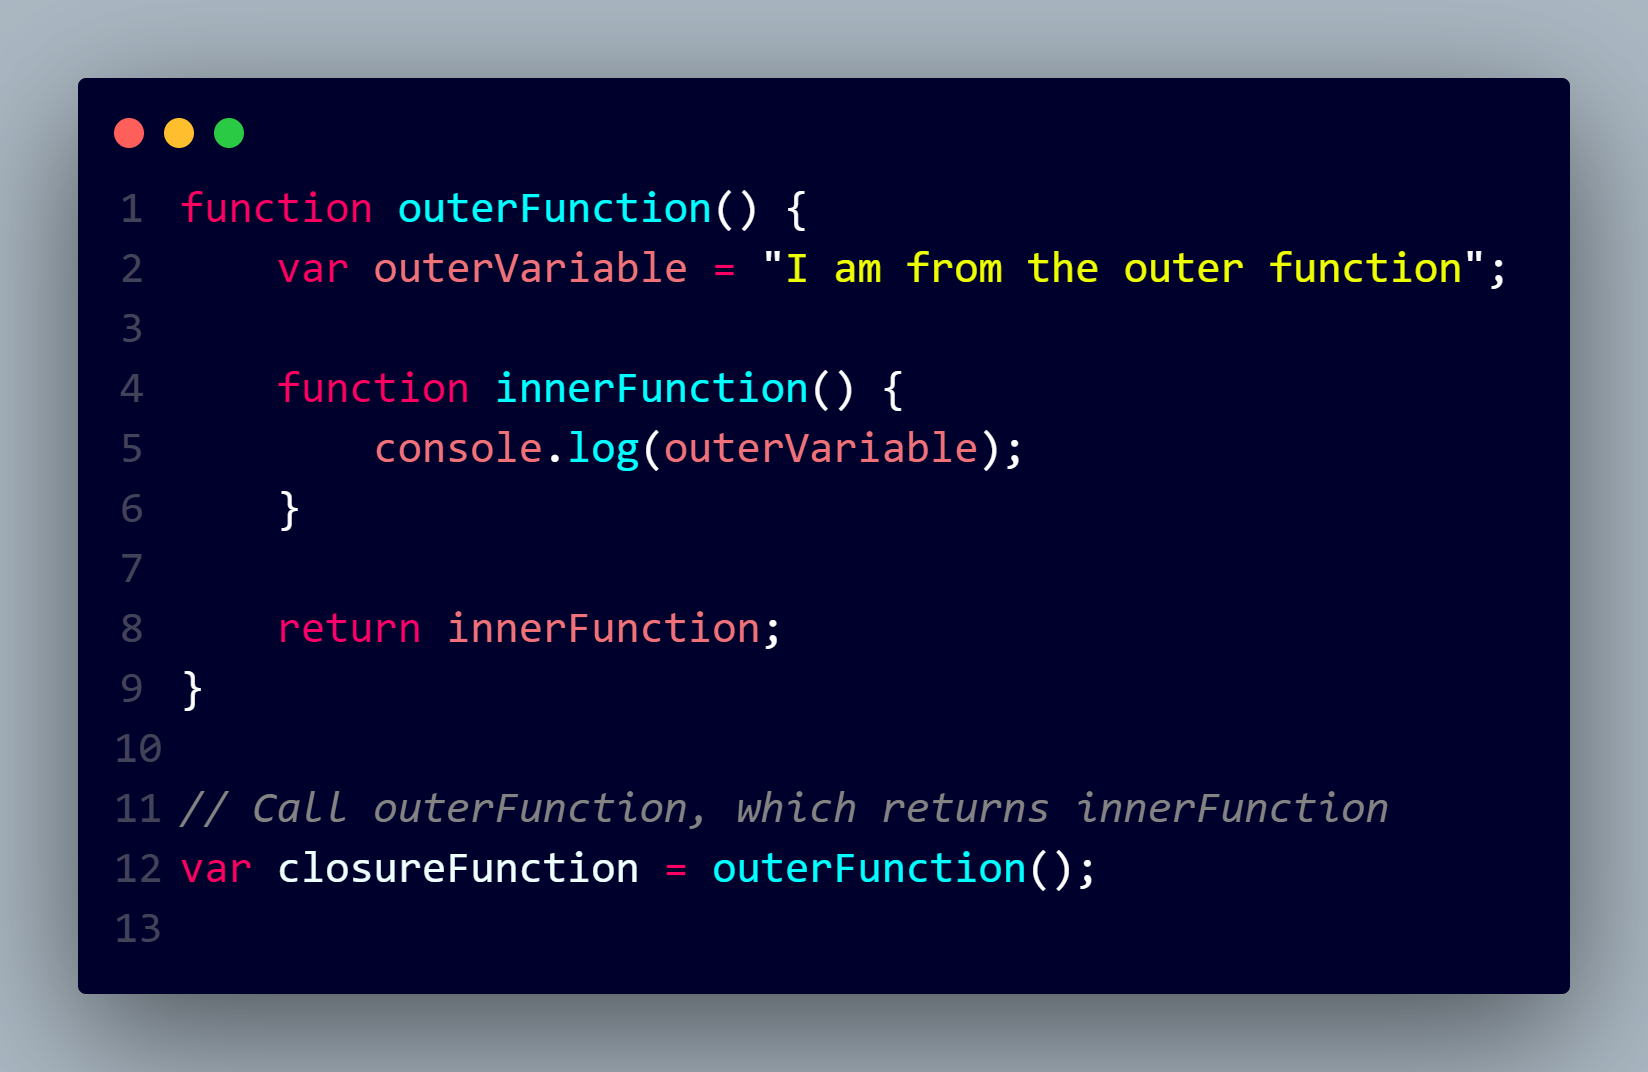 1 function outerFunction() {
2     var outerVariable = "I am from the outer function";
3
4     function innerFunction() {
5         console.log(outerVariable);
6     }
7
8     return innerFunction;
9 }
10
11 // Call outerFunction, which returns innerFunction
12 var closureFunction = outerFunction();
13